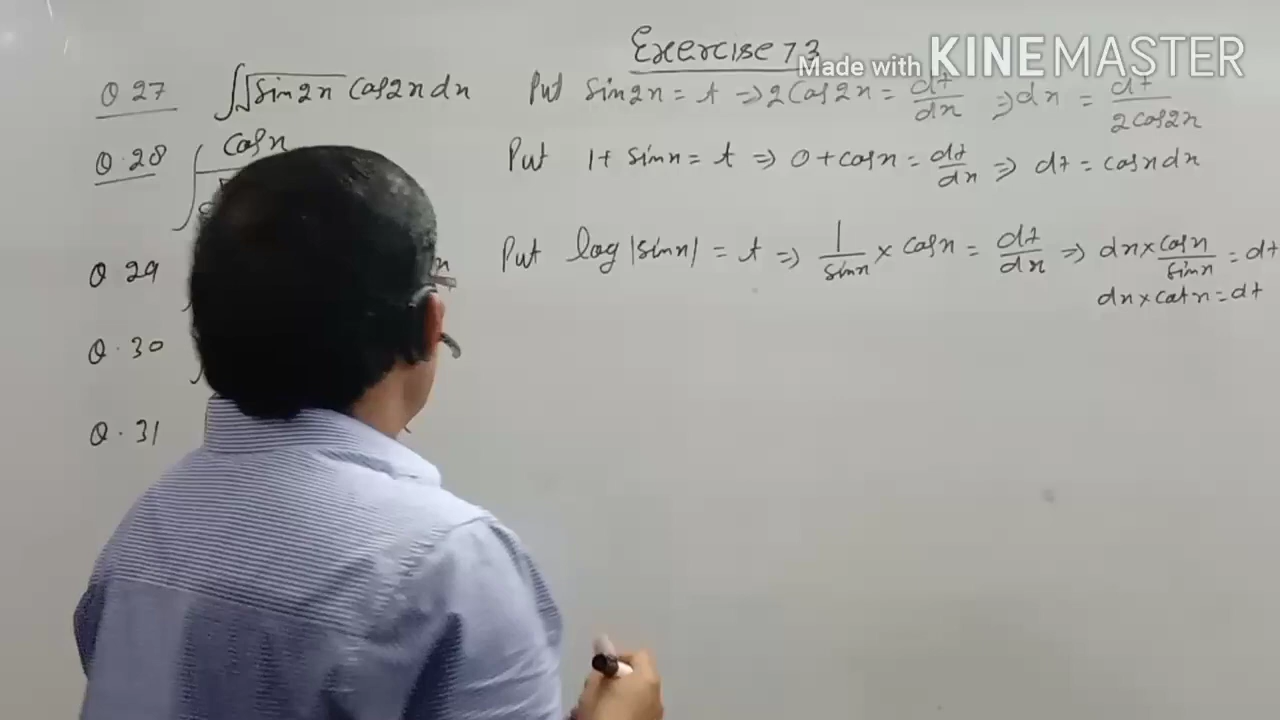 Exercise 7.3
Made with KINEMASTER
Q 27 ∫√sin2x cos2x dx Put sin2x = t ⇒ 2cos2x = dt/dx ⇒ dx = dt/2cos2x
Q.28 ∫ cosx Put 1+ sinx = t ⇒ 0 + cosx = dt/dx ⇒ dt = cosx dx
Q 29 Put log |sinx| = t ⇒ 1/sinx × cosx = dt/dx ⇒ dx × cosx/sinx = dt
dx × cotx = dt
Q.30
Q.31